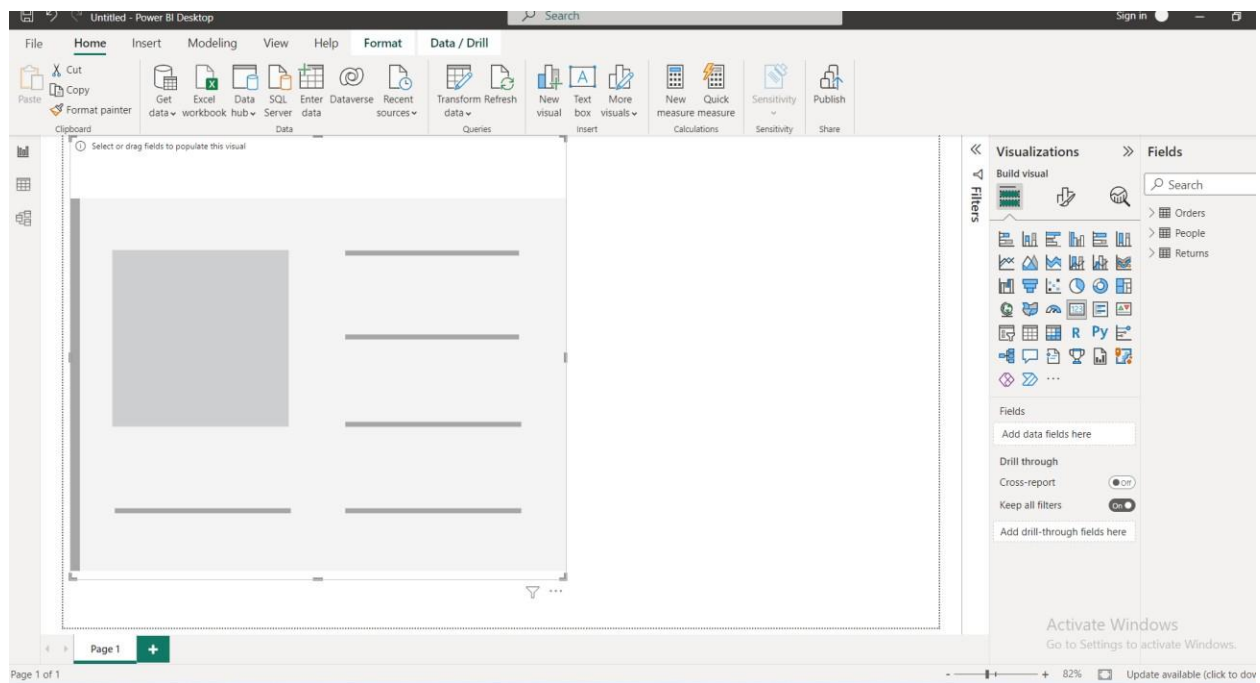 Untitled - Power BI Desktop
Search
Sign in
File Home Insert Modeling View Help Format Data / Drill
Paste
Cut
Copy
Format painter
Clipboard
Get data
Excel workbook
Data hub
SQL Server
Enter data
Dataverse
Recent sources
Data
Transform data
Refresh
Queries
New visual
Text box
More visuals
Insert
New measure
Quick measure
Calculations
Sensitivity
Sensitivity
Publish
Share
Select or drag fields to populate this visual
Filters
Visualizations
Build visual
R Py
Fields
Add data fields here
Drill through
Cross-report Off
Keep all filters On
Add drill-through fields here
Fields
Search
Orders
People
Returns
Activate Windows
Go to Settings to activate Windows.
Page 1
Page 1 of 1
82%
Update available (click to dow